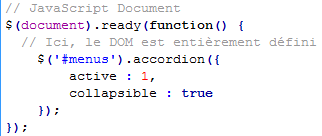 // JavaScript Document
$(document).ready(function() {
// Ici, le DOM est entièrement défini
$('#menus').accordion({
active : 1,
collapsible : true
});
});